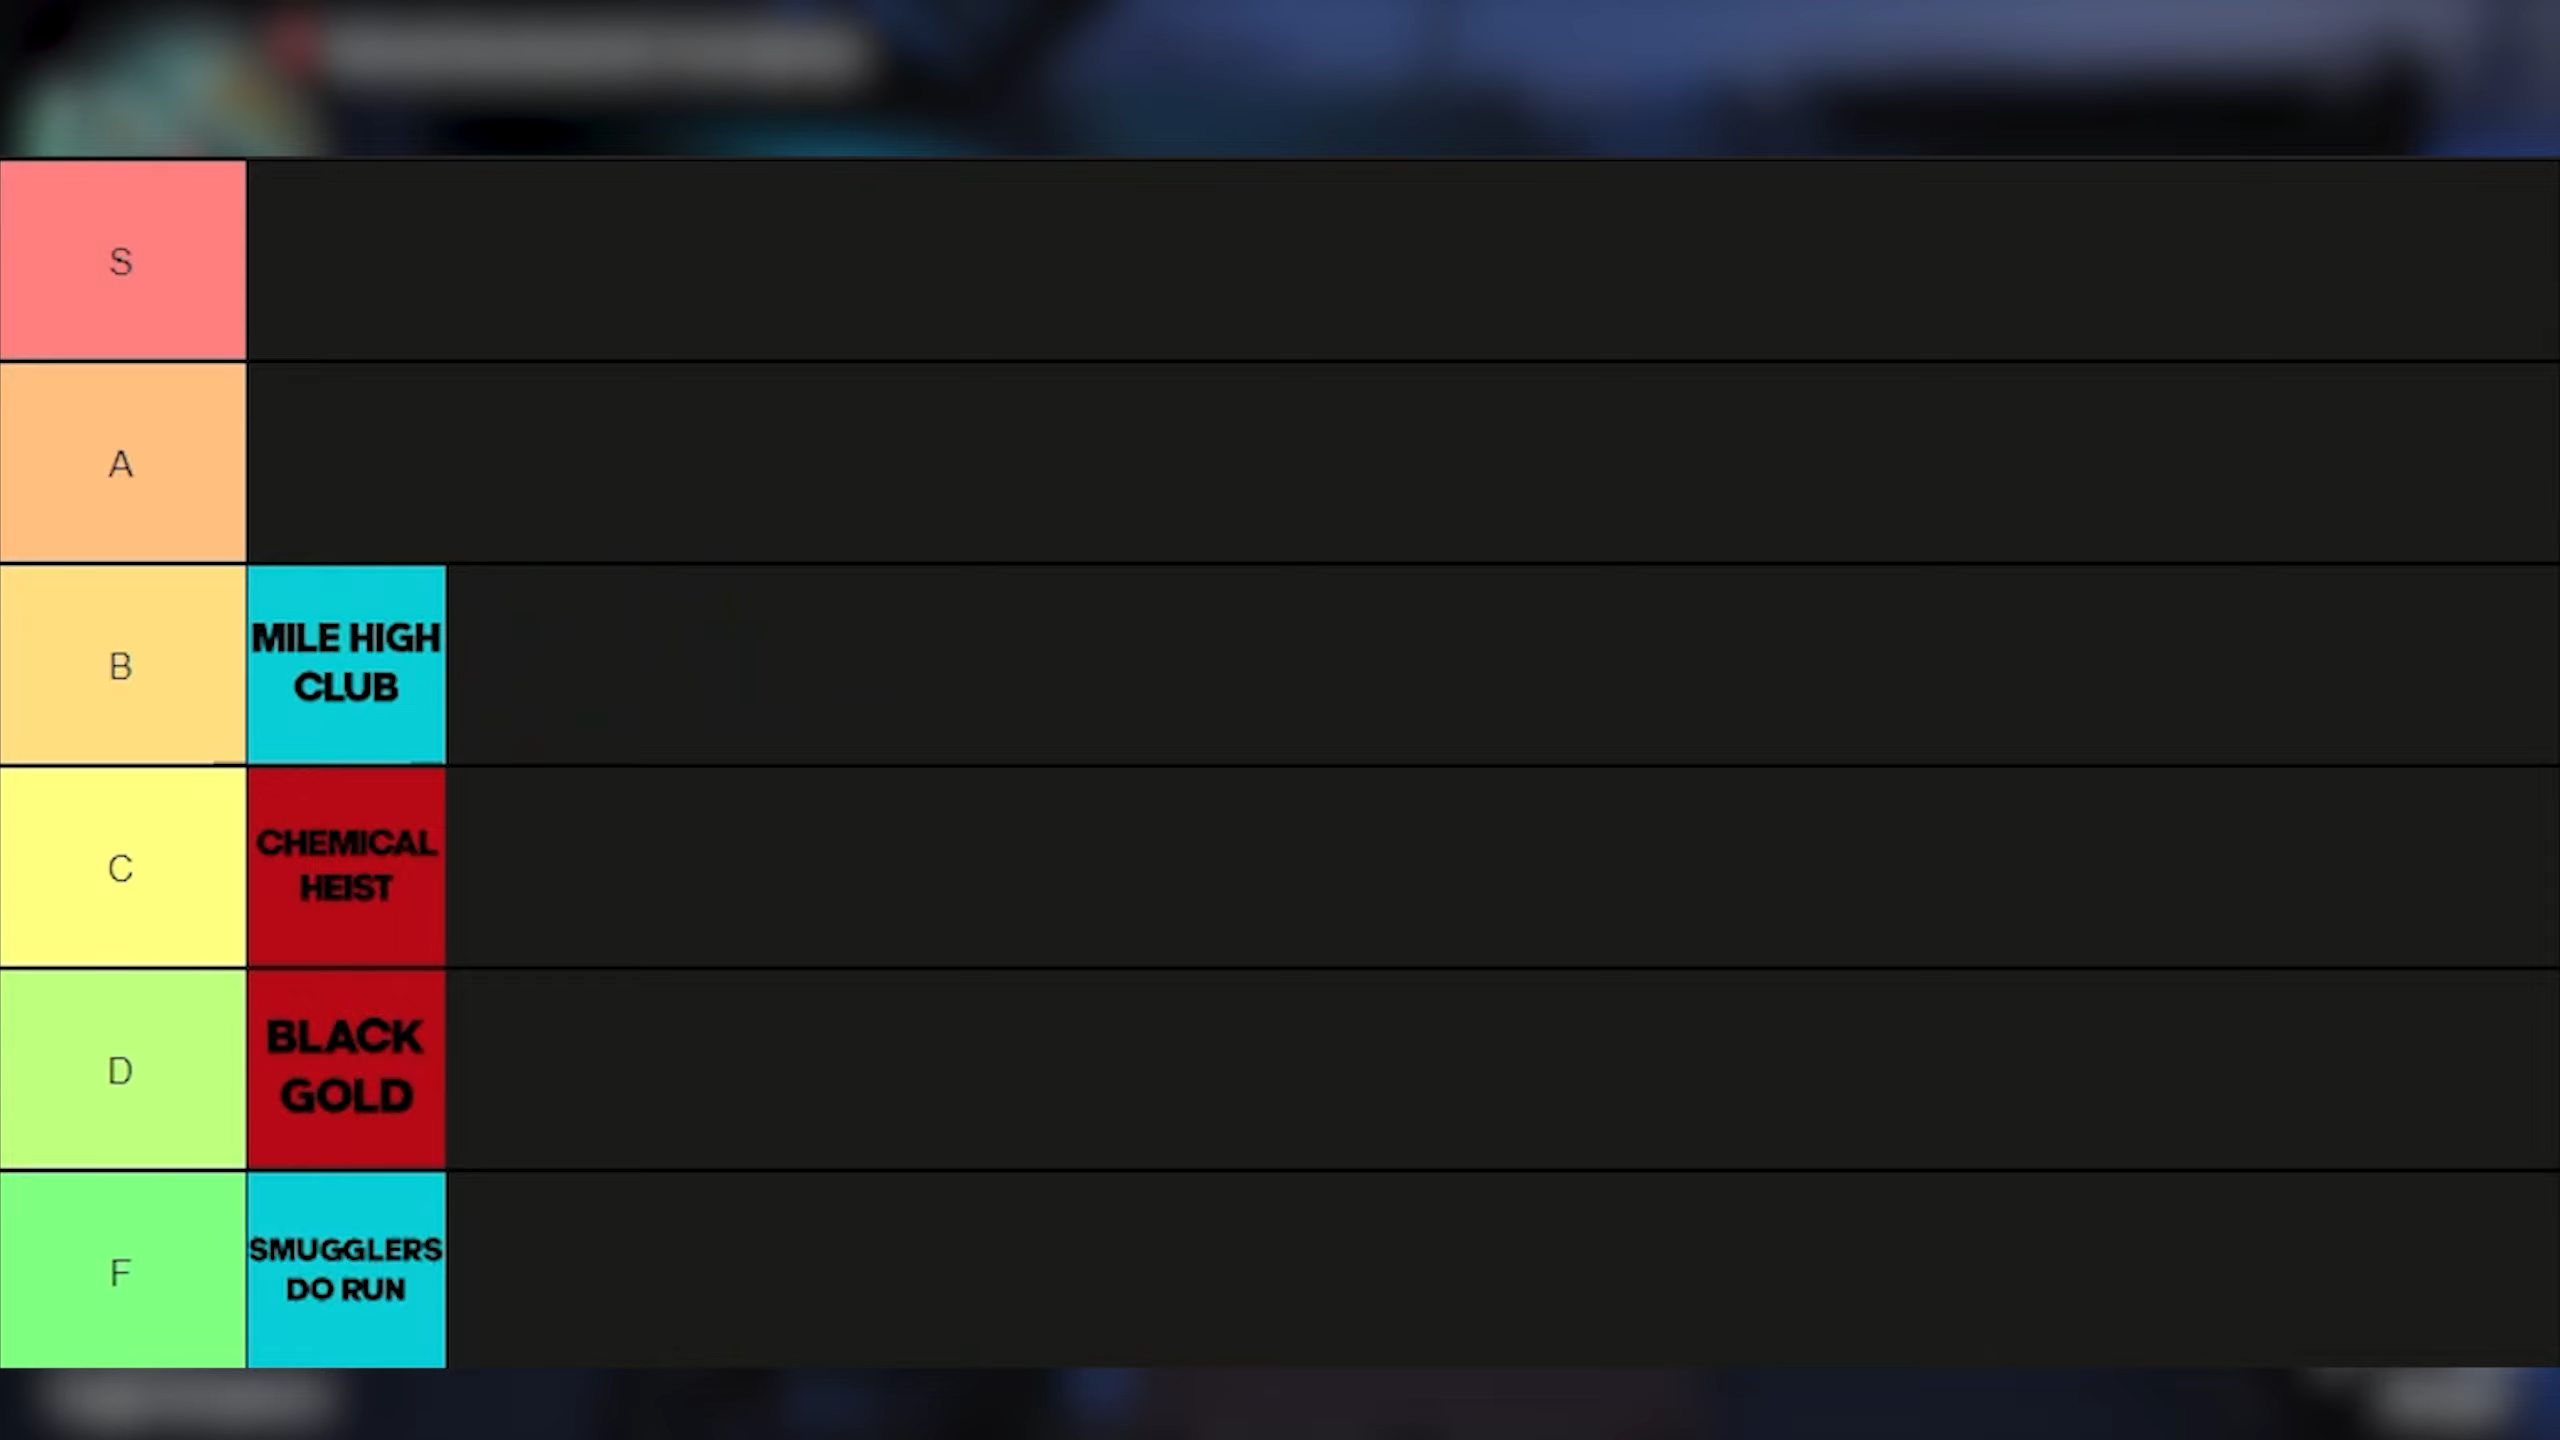 S
A
B
MILE HIGH
CLUB
C
CHEMICAL
HEIST
D
BLACK
GOLD
F
SMUGGLERS
DO RUN